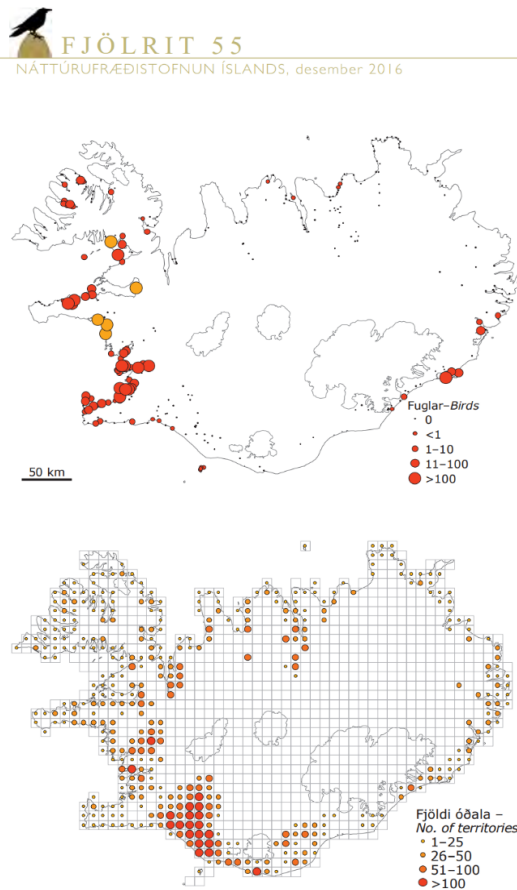 FJÖLRIT 55
NÁTTÚRUFRÆÐISTOFNUN ÍSLANDS, desember 2016
Fuglar–Birds
0
<1
1–10
11–100
>100
50 km
Fjöldi óðala –
No. of territories
1–25
26–50
51–100
>100